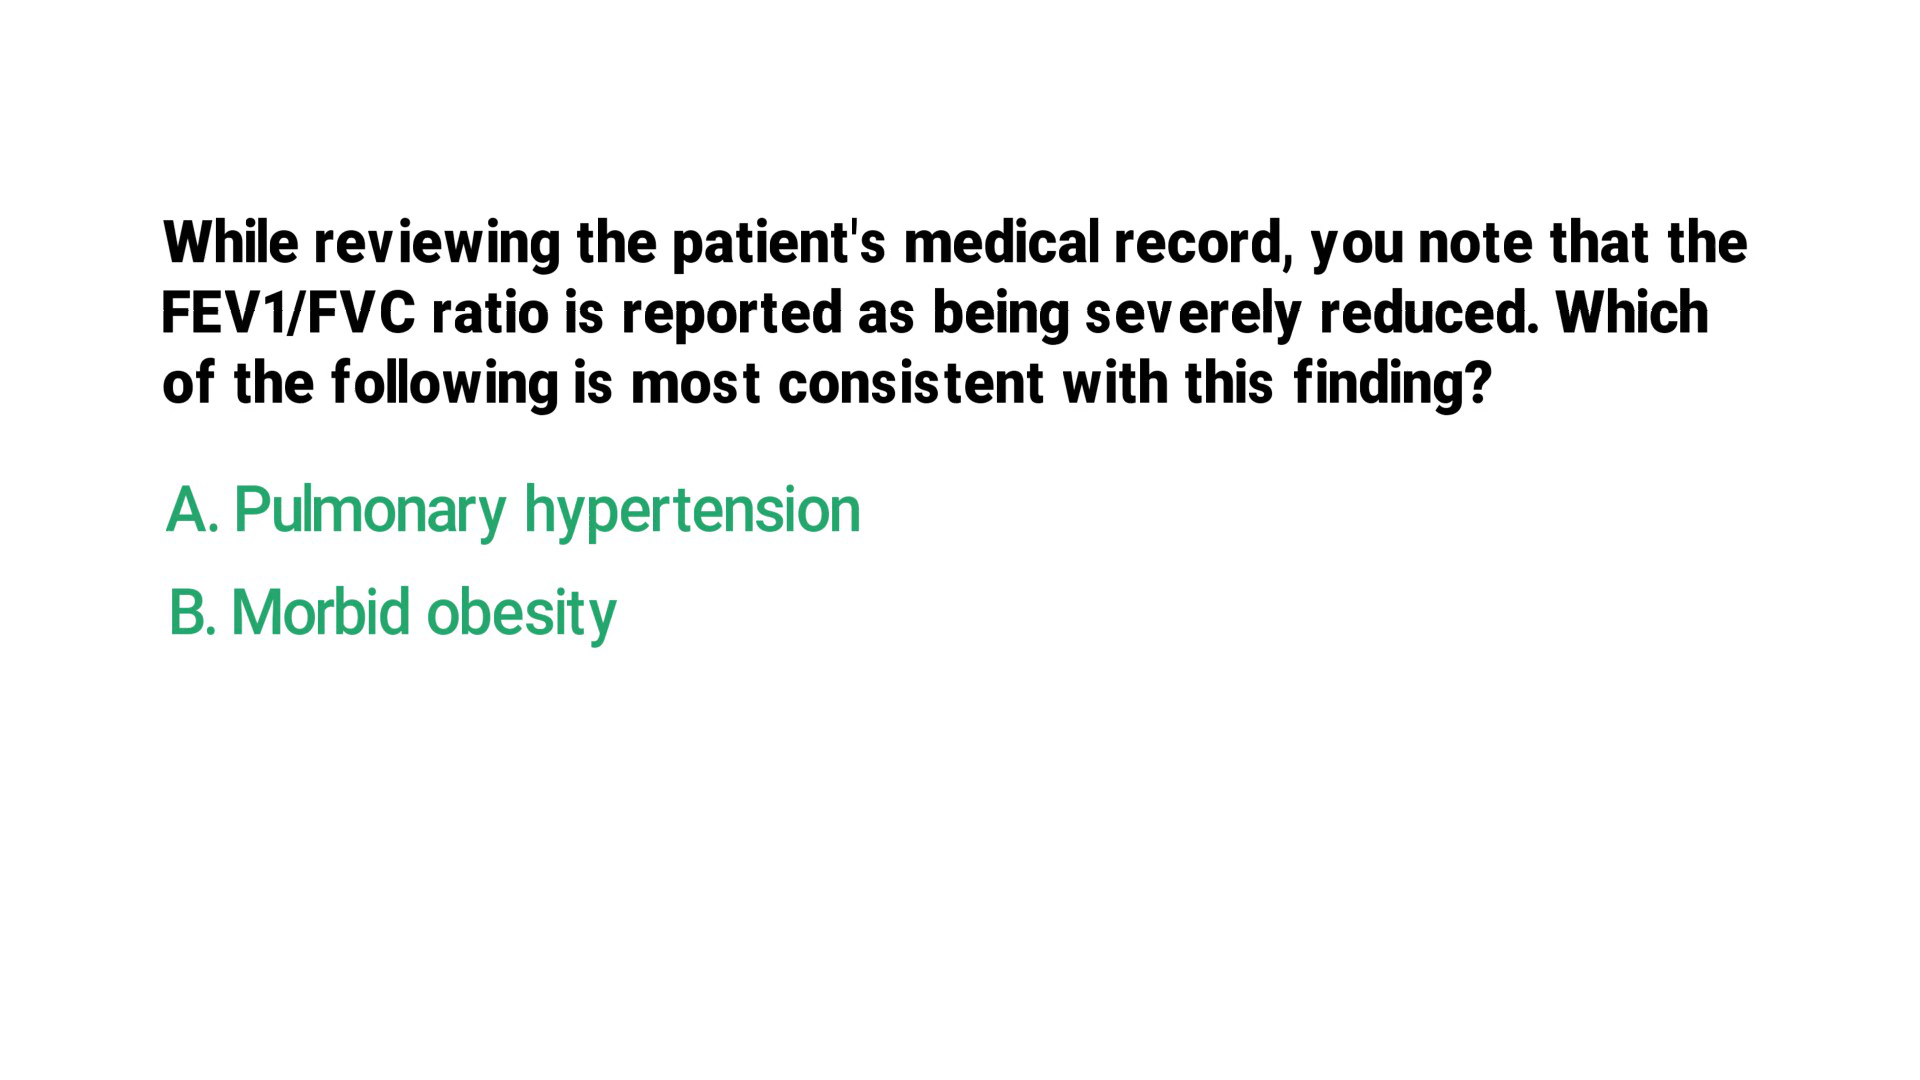 While reviewing the patient's medical record, you note that the
FEV1/FVC ratio is reported as being severely reduced. Which
of the following is most consistent with this finding?
A. Pulmonary hypertension
B. Morbid obesity